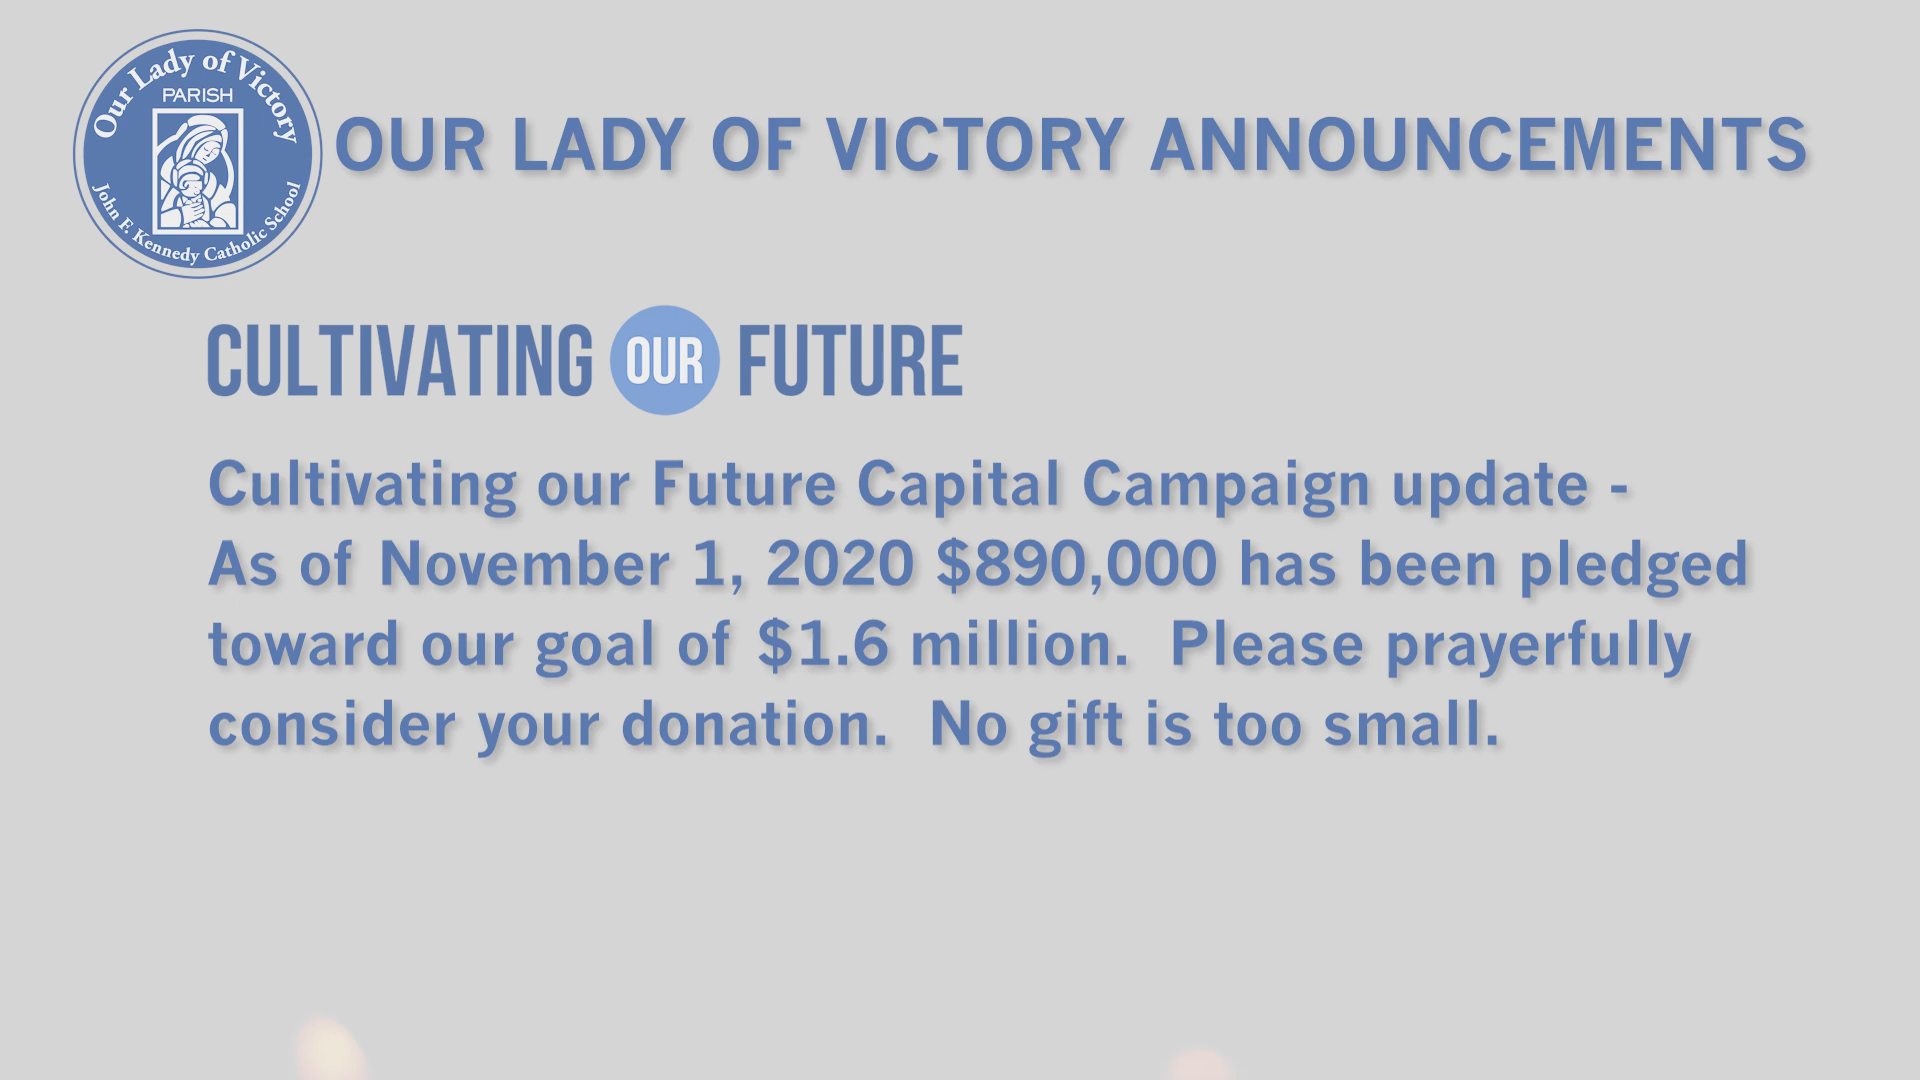 Our Lady of Victory
PARISH
John F. Kennedy Catholic School
OUR LADY OF VICTORY ANNOUNCEMENTS
CULTIVATING OUR FUTURE
Cultivating our Future Capital Campaign update -
As of November 1, 2020 $890,000 has been pledged
toward our goal of $1.6 million.  Please prayerfully
consider your donation.  No gift is too small.